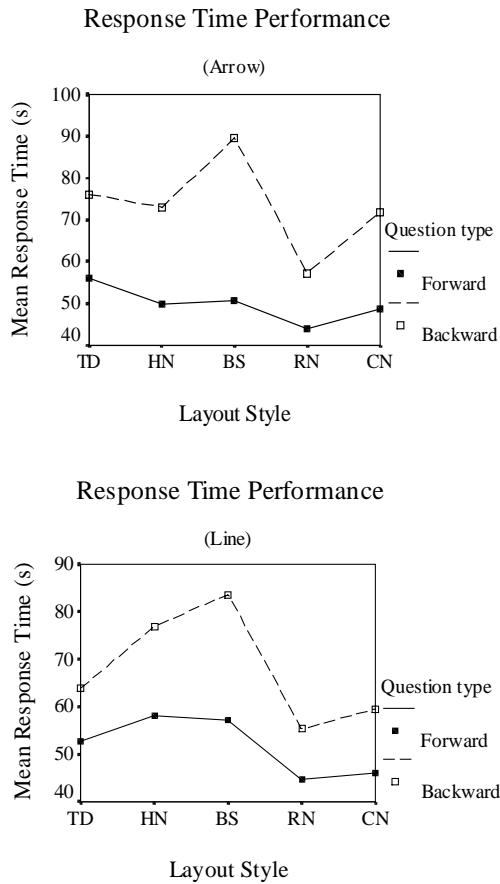 Response Time Performance
(Arrow)
Mean Response Time (s)
100
90
80
70
60
50
40
TD HN BS RN CN
Layout Style
Question type
Forward
Backward
Response Time Performance
(Line)
Mean Response Time (s)
90
80
70
60
50
40
TD HN BS RN CN
Layout Style
Question type
Forward
Backward